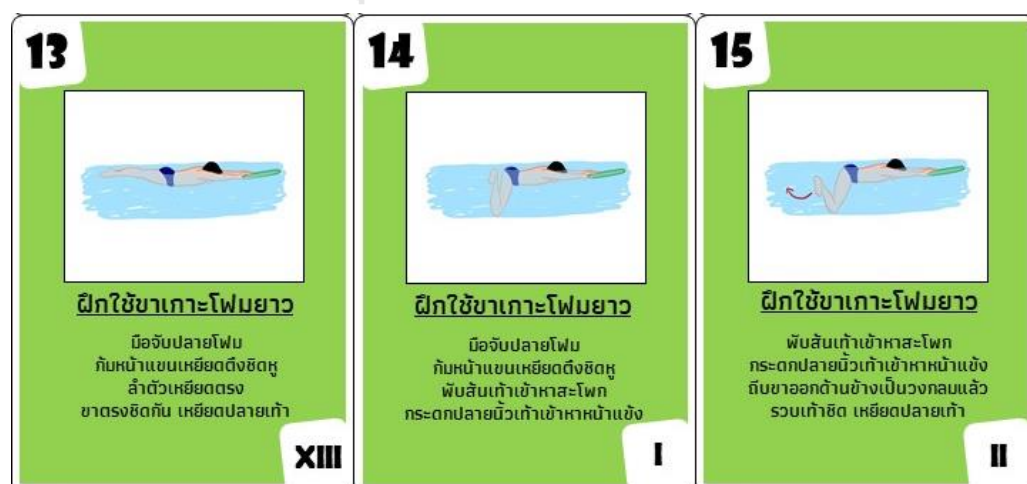 13
ฝึกใช้ขาเกาะโฟมยาว
มือจับปลายโฟม
ก้มหน้าแขนเหยียดตึงชิดหู
ลำตัวเหยียดตรง
ขาตรงชิดกัน เหยียดปลายเท้า
XIII
14
ฝึกใช้ขาเกาะโฟมยาว
มือจับปลายโฟม
ก้มหน้าแขนเหยียดตึงชิดหู
พับส้นเท้าเข้าหาสะโพก
กระดกปลายนิ้วเท้าเข้าหาหน้าแข้ง
I
15
ฝึกใช้ขาเกาะโฟมยาว
พับส้นเท้าเข้าหาสะโพก
กระดกปลายนิ้วเท้าเข้าหาหน้าแข้ง
ถีบขาออกด้านข้างเป็นวงกลมแล้ว
รวบเท้าชิด เหยียดปลายเท้า
II